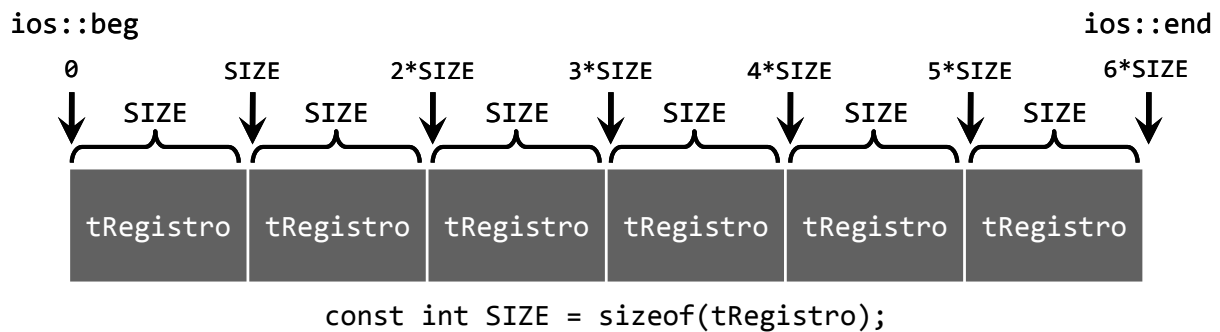 ios::beg ios::end
0 SIZE 2*SIZE 3*SIZE 4*SIZE 5*SIZE 6*SIZE
SIZE SIZE SIZE SIZE SIZE SIZE
tRegistro tRegistro tRegistro tRegistro tRegistro tRegistro
const int SIZE = sizeof(tRegistro);